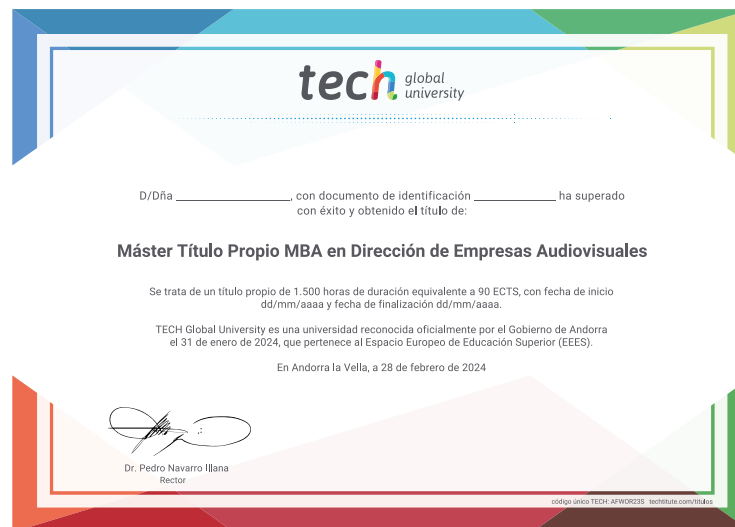 tech global university
D/Dña ______________, con documento de identificación __________ ha superado
con éxito y obtenido el título de:
Máster Título Propio MBA en Dirección de Empresas Audiovisuales
Se trata de un título propio de 1.500 horas de duración equivalente a 90 ECTS, con fecha de inicio
dd/mm/aaaa y fecha de finalización dd/mm/aaaa.
TECH Global University es una universidad reconocida oficialmente por el Gobierno de Andorra
el 31 de enero de 2024, que pertenece al Espacio Europeo de Educación Superior (EEES).
En Andorra la Vella, a 28 de febrero de 2024
Dr. Pedro Navarro Illana
Rector
código único TECH: AFWOR23S techtitute.com/titulos